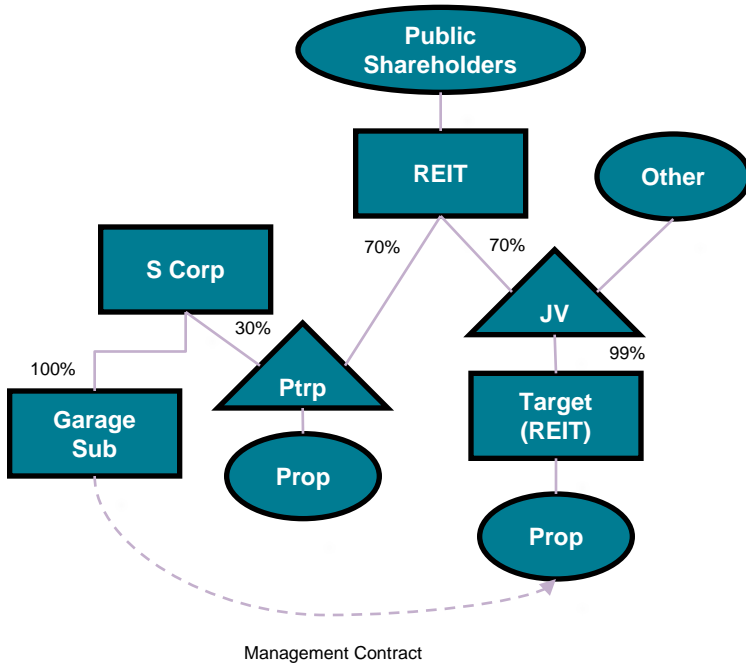 Public
Shareholders
REIT
Other
70%
70%
S Corp
30%
JV
100%
99%
Ptrp
Garage
Sub
Target
(REIT)
Prop
Prop
Management Contract